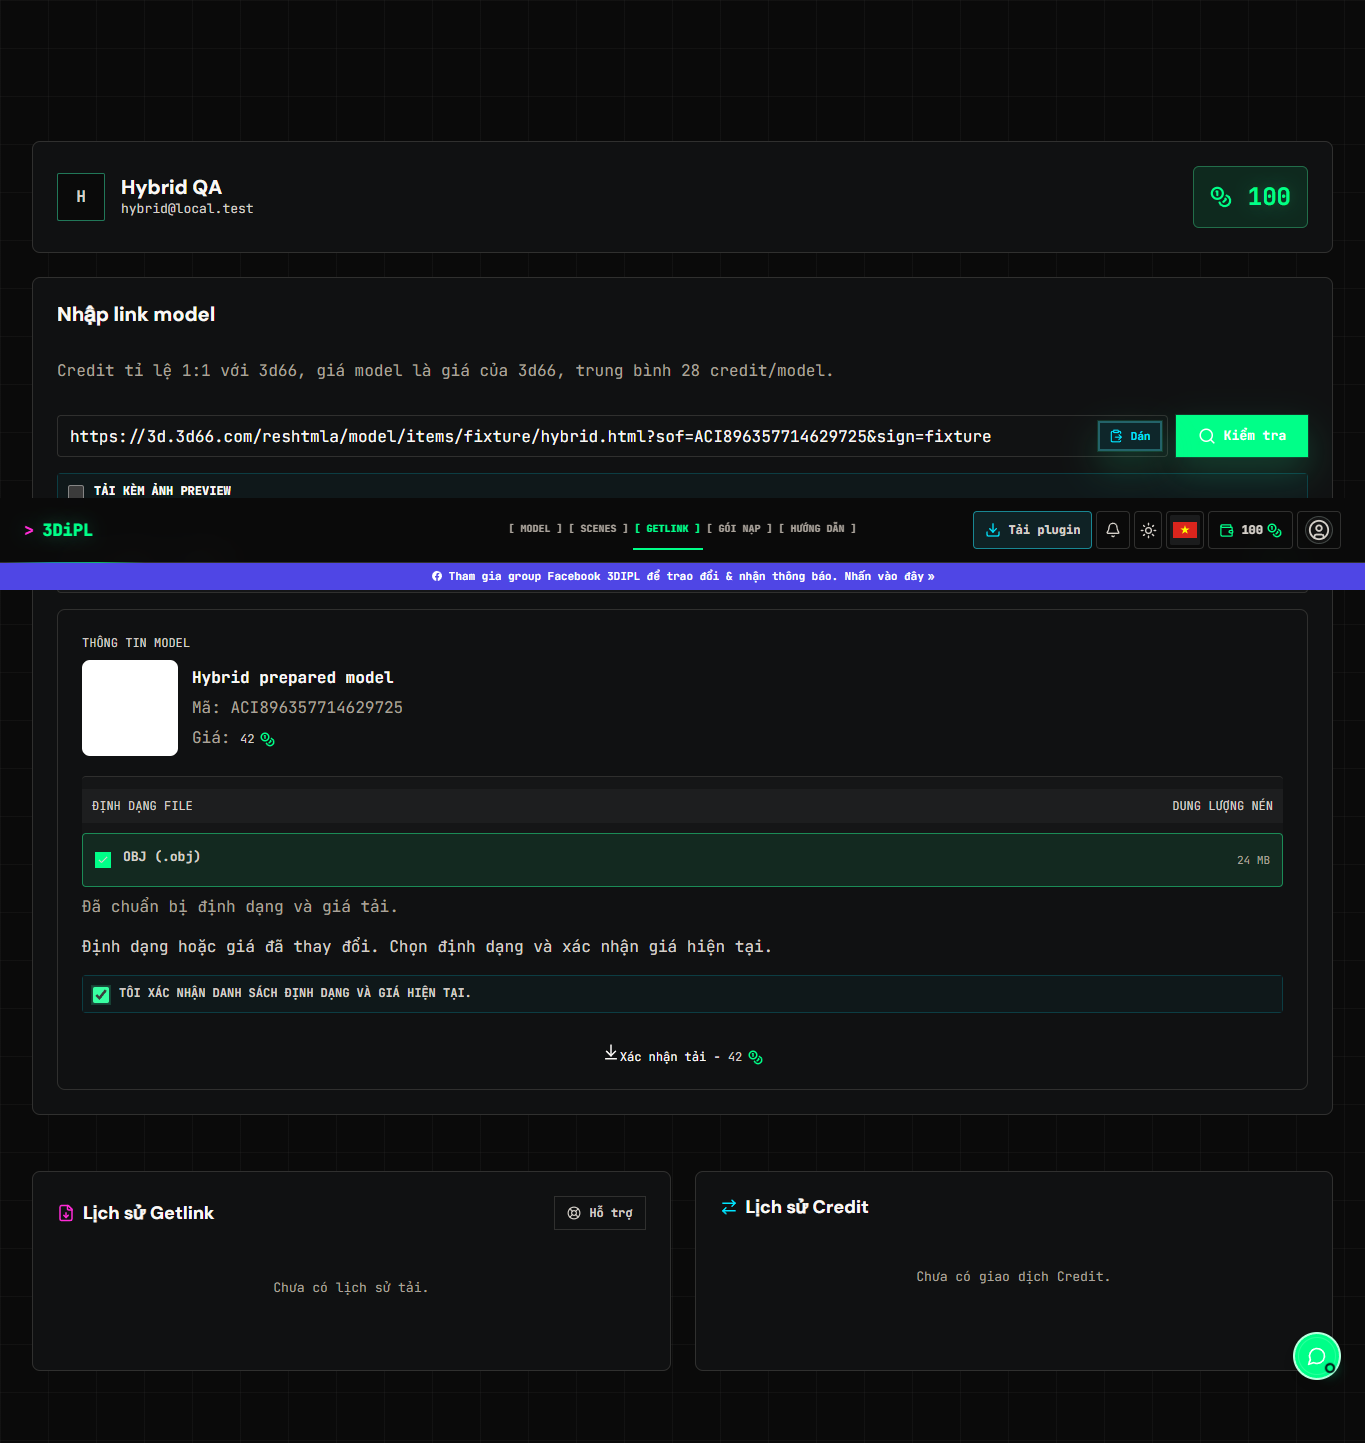 H
Hybrid QA
hybrid@local.test
100
Nhập link model
Credit tỉ lệ 1:1 với 3d66, giá model là giá của 3d66, trung bình 28 credit/model.
https://3d.3d66.com/reshtmla/model/items/fixture/hybrid.html?sof=ACI896357714629725&sign=fixture
Dán
Kiểm tra
TẢI KÈM ẢNH PREVIEW
> 3DiPL
[ MODEL ] [ SCENES ] [ GETLINK ] [ GÓI NẠP ] [ HƯỚNG DẪN ]
Tải plugin
100
Tham gia group Facebook 3DIPL để trao đổi & nhận thông báo. Nhấn vào đây »
THÔNG TIN MODEL
Hybrid prepared model
Mã: ACI896357714629725
Giá: 42
ĐỊNH DẠNG FILE
DUNG LƯỢNG NÉN
OBJ (.obj)
24 MB
Đã chuẩn bị định dạng và giá tải.
Định dạng hoặc giá đã thay đổi. Chọn định dạng và xác nhận giá hiện tại.
TÔI XÁC NHẬN DANH SÁCH ĐỊNH DẠNG VÀ GIÁ HIỆN TẠI.
Xác nhận tải - 42
Lịch sử Getlink
Hỗ trợ
Chưa có lịch sử tải.
Lịch sử Credit
Chưa có giao dịch Credit.